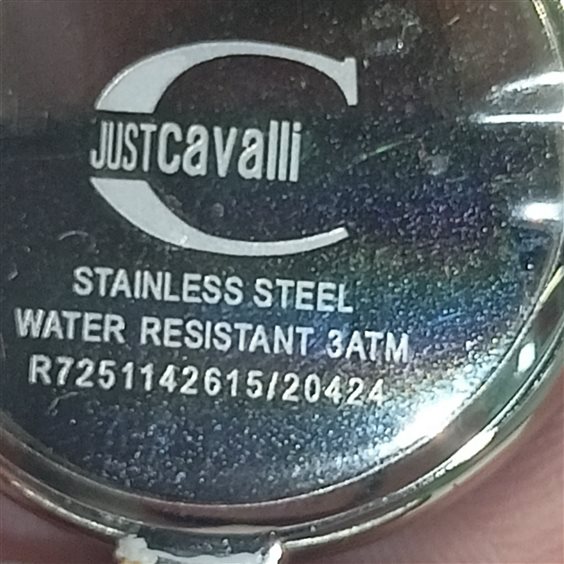 JUSTcavalli
STAINLESS STEEL
WATER RESISTANT 3ATM
R7251142615/20424